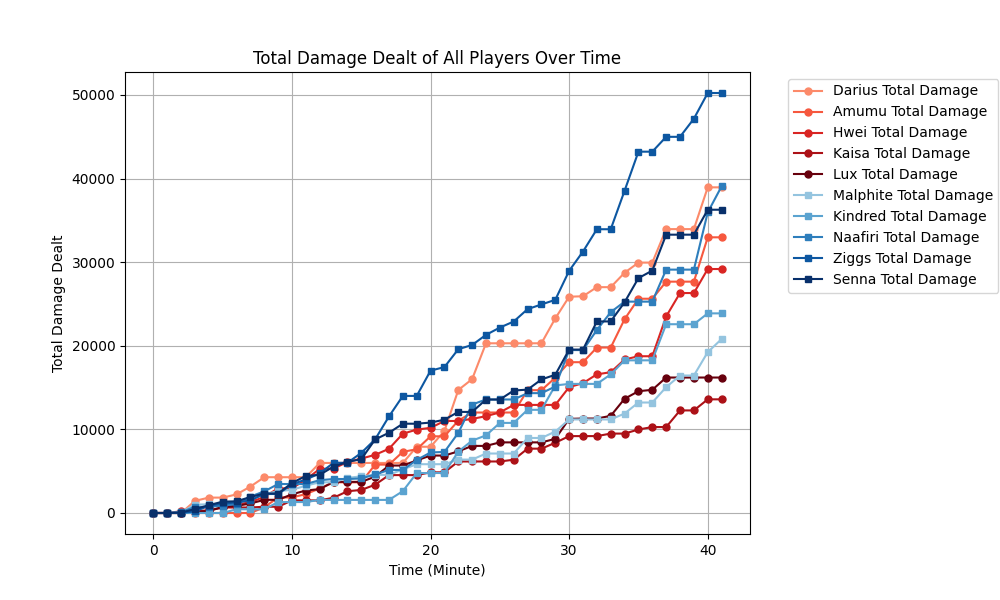 Total Damage Dealt of All Players Over Time
50000
40000
30000
20000
10000
0
Total Damage Dealt
0 10 20 30 40
Time (Minute)
Darius Total Damage
Amumu Total Damage
Hwei Total Damage
Kaisa Total Damage
Lux Total Damage
Malphite Total Damage
Kindred Total Damage
Naafiri Total Damage
Ziggs Total Damage
Senna Total Damage